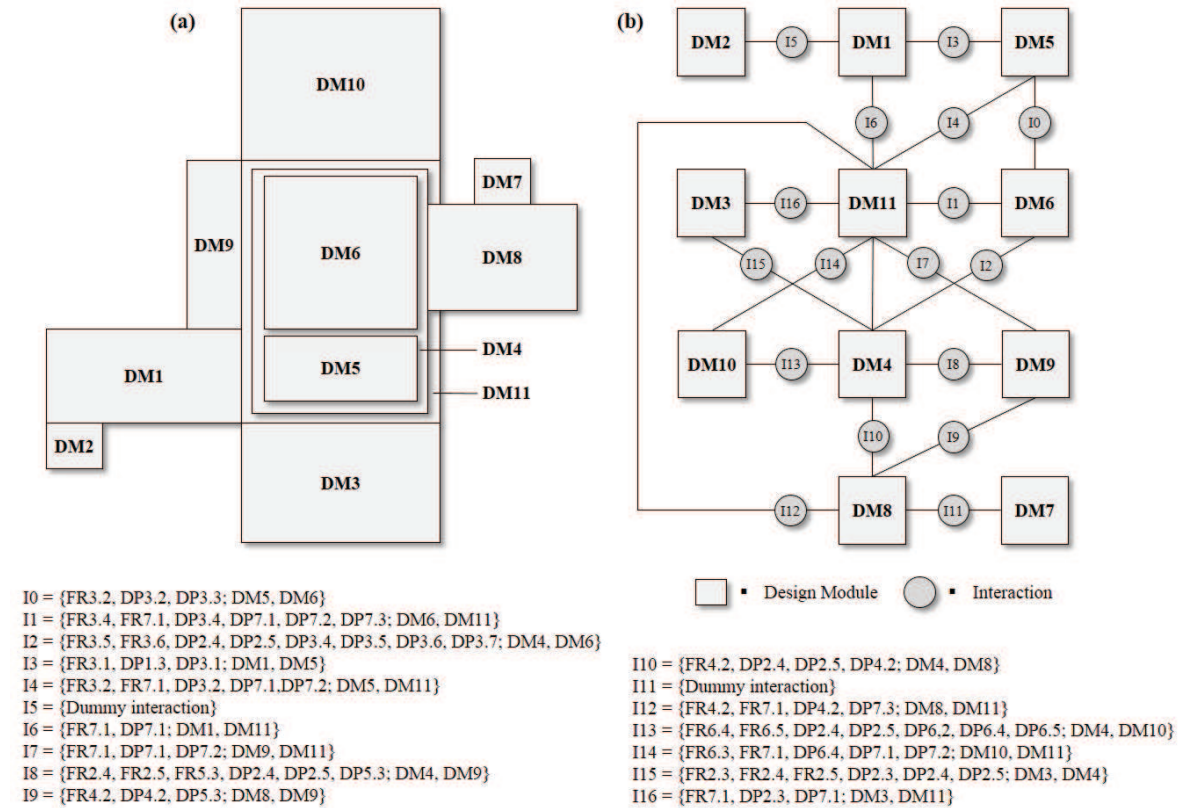 (a)
DM10
DM7
DM9
DM6
DM8
DM4
DM5
DM1
DM11
DM2
DM3
(b)
DM2
I5
DM1
I3
DM5
I6
I4
I0
DM3
I16
DM11
I1
DM6
I15
I14
I7
I2
DM10
I13
DM4
I8
DM9
I10
I9
I12
DM8
I11
DM7
Design Module
Interaction
I0 = {FR3.2, DP3.2, DP3.3; DM5, DM6}
I1 = {FR3.4, FR7.1, DP3.4, DP7.1, DP7.2, DP7.3; DM6, DM11}
I2 = {FR3.5, FR3.6, DP2.4, DP2.5, DP3.4, DP3.5, DP3.6, DP3.7; DM4, DM6}
I3 = {FR3.1, DP1.3, DP3.1; DM1, DM5}
I4 = {FR3.2, FR7.1, DP3.2, DP7.1,DP7.2; DM5, DM11}
I5 = {Dummy interaction}
I6 = {FR7.1, DP7.1; DM1, DM11}
I7 = {FR7.1, DP7.1, DP7.2; DM9, DM11}
I8 = {FR2.4, FR2.5, FR5.3, DP2.4, DP2.5, DP5.3; DM4, DM9}
I9 = {FR4.2, DP4.2, DP5.3; DM8, DM9}
I10 = {FR4.2, DP2.4, DP2.5, DP4.2; DM4, DM8}
I11 = {Dummy interaction}
I12 = {FR4.2, FR7.1, DP4.2, DP7.3; DM8, DM11}
I13 = {FR6.4, FR6.5, DP2.4, DP2.5, DP6,2, DP6.4, DP6.5; DM4, DM10}
I14 = {FR6.3, FR7.1, DP6.4, DP7.1, DP7.2; DM10, DM11}
I15 = {FR2.3, FR2.4, FR2.5, DP2.3, DP2.4, DP2.5; DM3, DM4}
I16 = {FR7.1, DP2.3, DP7.1; DM3, DM11}